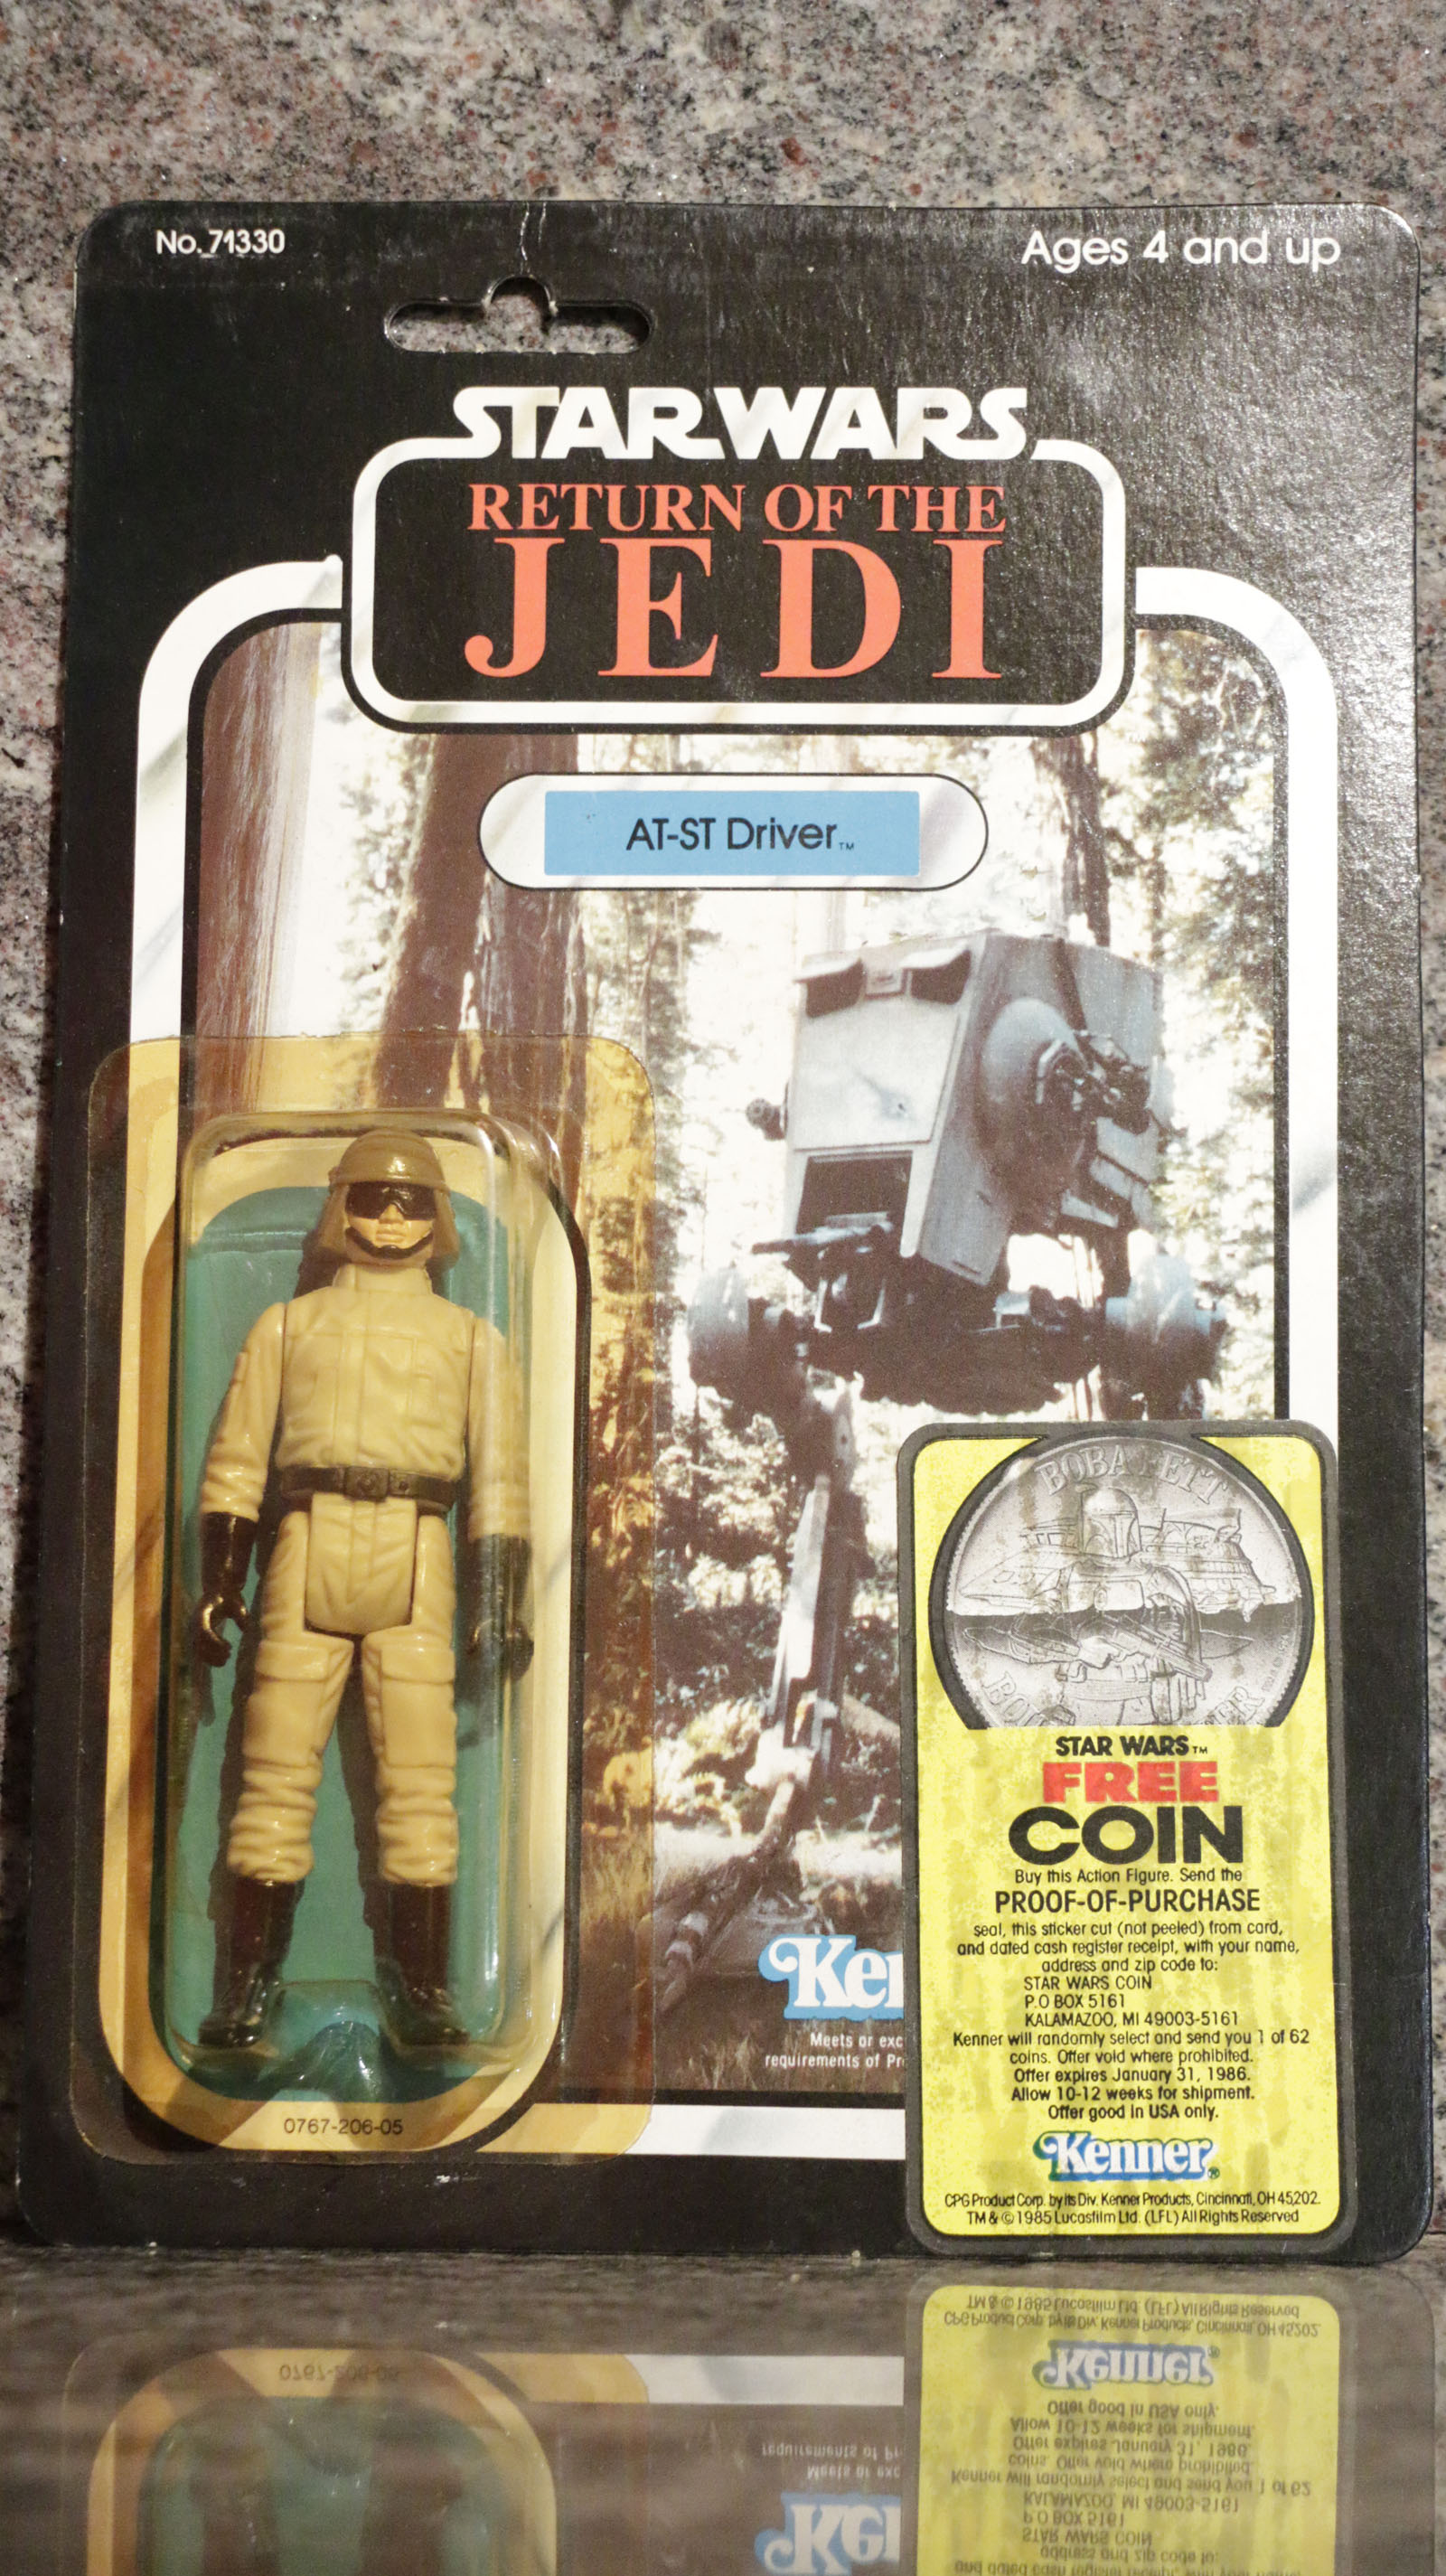 No. 71330
Ages 4 and up
STAR WARS
RETURN OF THE
JEDI
AT-ST Driver™
BOBA FETT
STAR WARS™
FREE
COIN
Buy this Action Figure. Send the
PROOF-OF-PURCHASE
seal, this sticker cut (not peeled) from card,
and dated cash register receipt, with your name,
address and zip code to:
STAR WARS COIN
P.O BOX 5161
KALAMAZOO, MI 49003-5161
Kenner will randomly select and send you 1 of 62
coins. Offer void where prohibited.
Offer expires January 31, 1986.
Allow 10-12 weeks for shipment.
Offer good in USA only.
Kenner®
CPG Product Corp. by its Div. Kenner Products, Cincinnati, OH 45202.
TM & © 1985 Lucasfilm Ltd. (LFL) All Rights Reserved
Ken
Meets or exc
requirements of Pr
0767-206-05